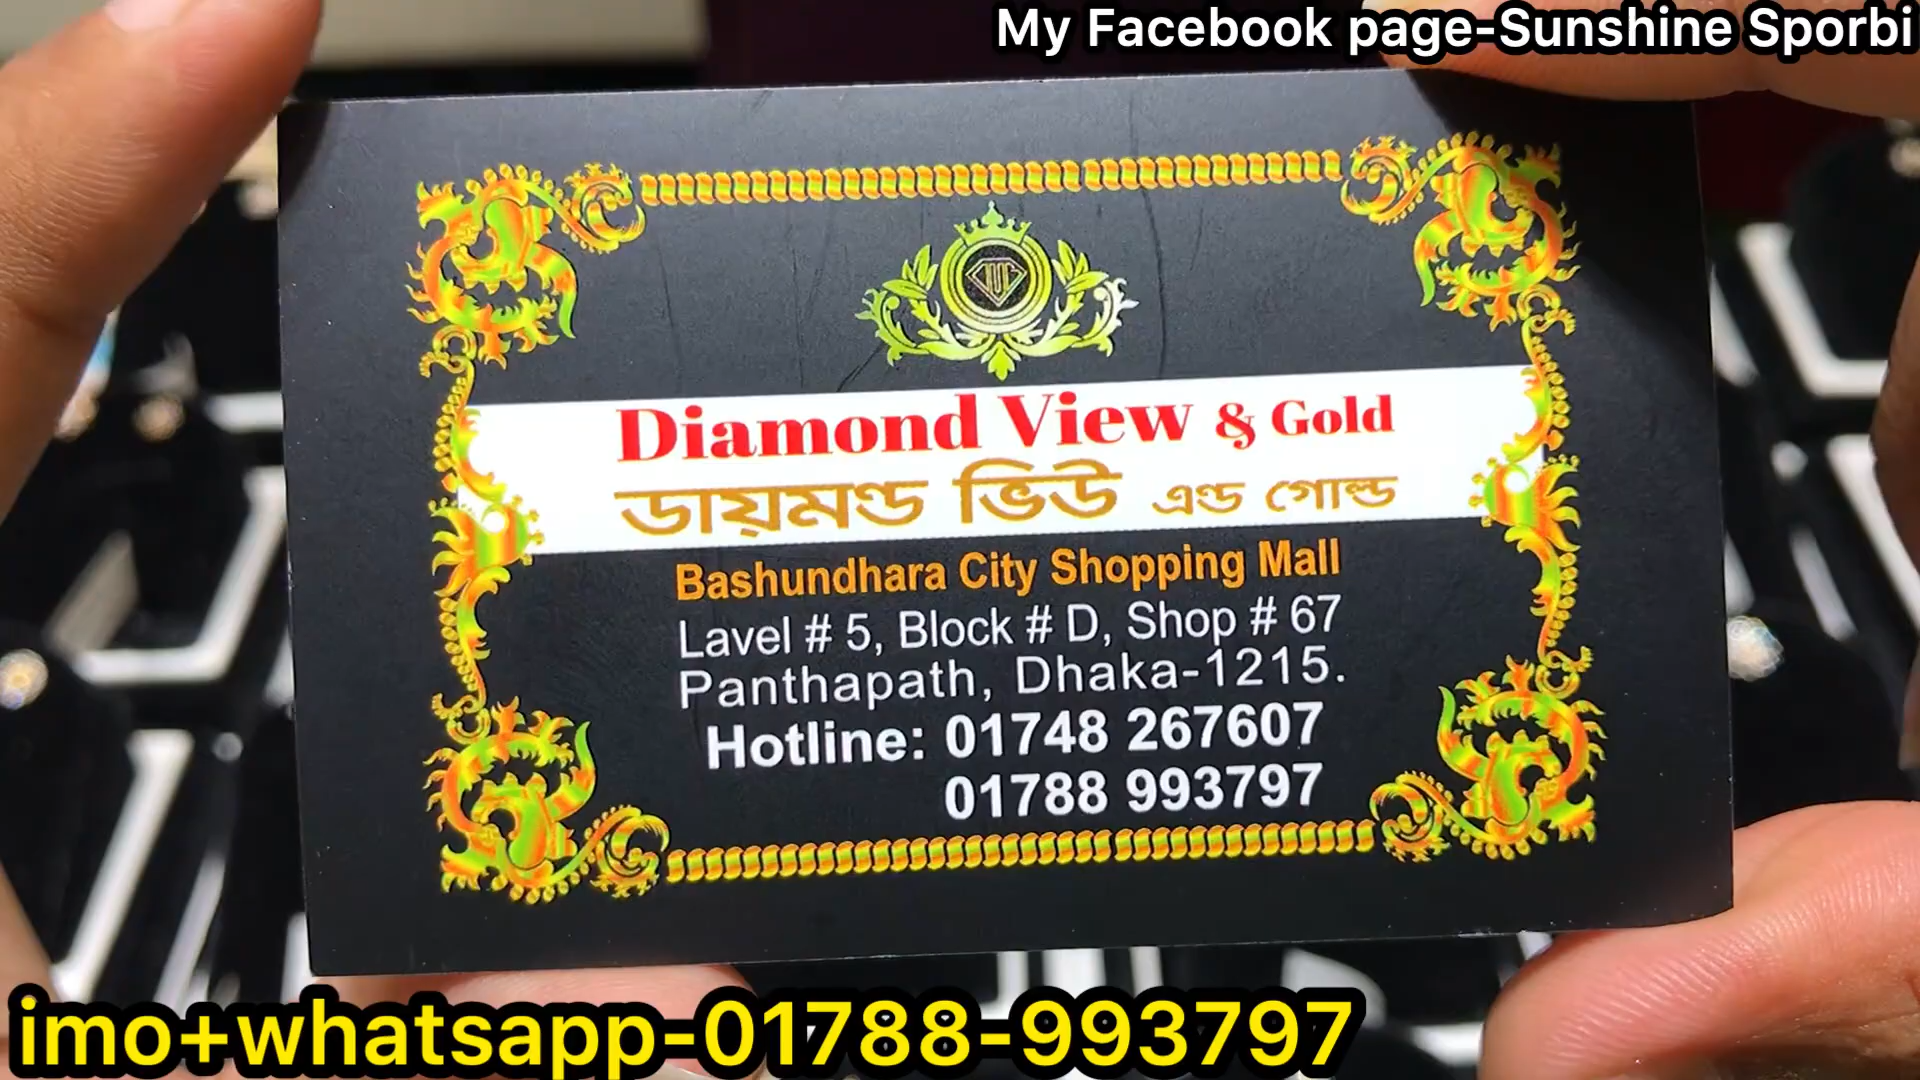 My Facebook page-Sunshine Sporbi
Diamond View & Gold
ডায়মন্ড ভিউ এন্ড গোল্ড
Bashundhara City Shopping Mall
Lavel # 5, Block # D, Shop # 67
Panthapath, Dhaka-1215.
Hotline: 01748 267607
01788 993797
imo+whatsapp-01788-993797